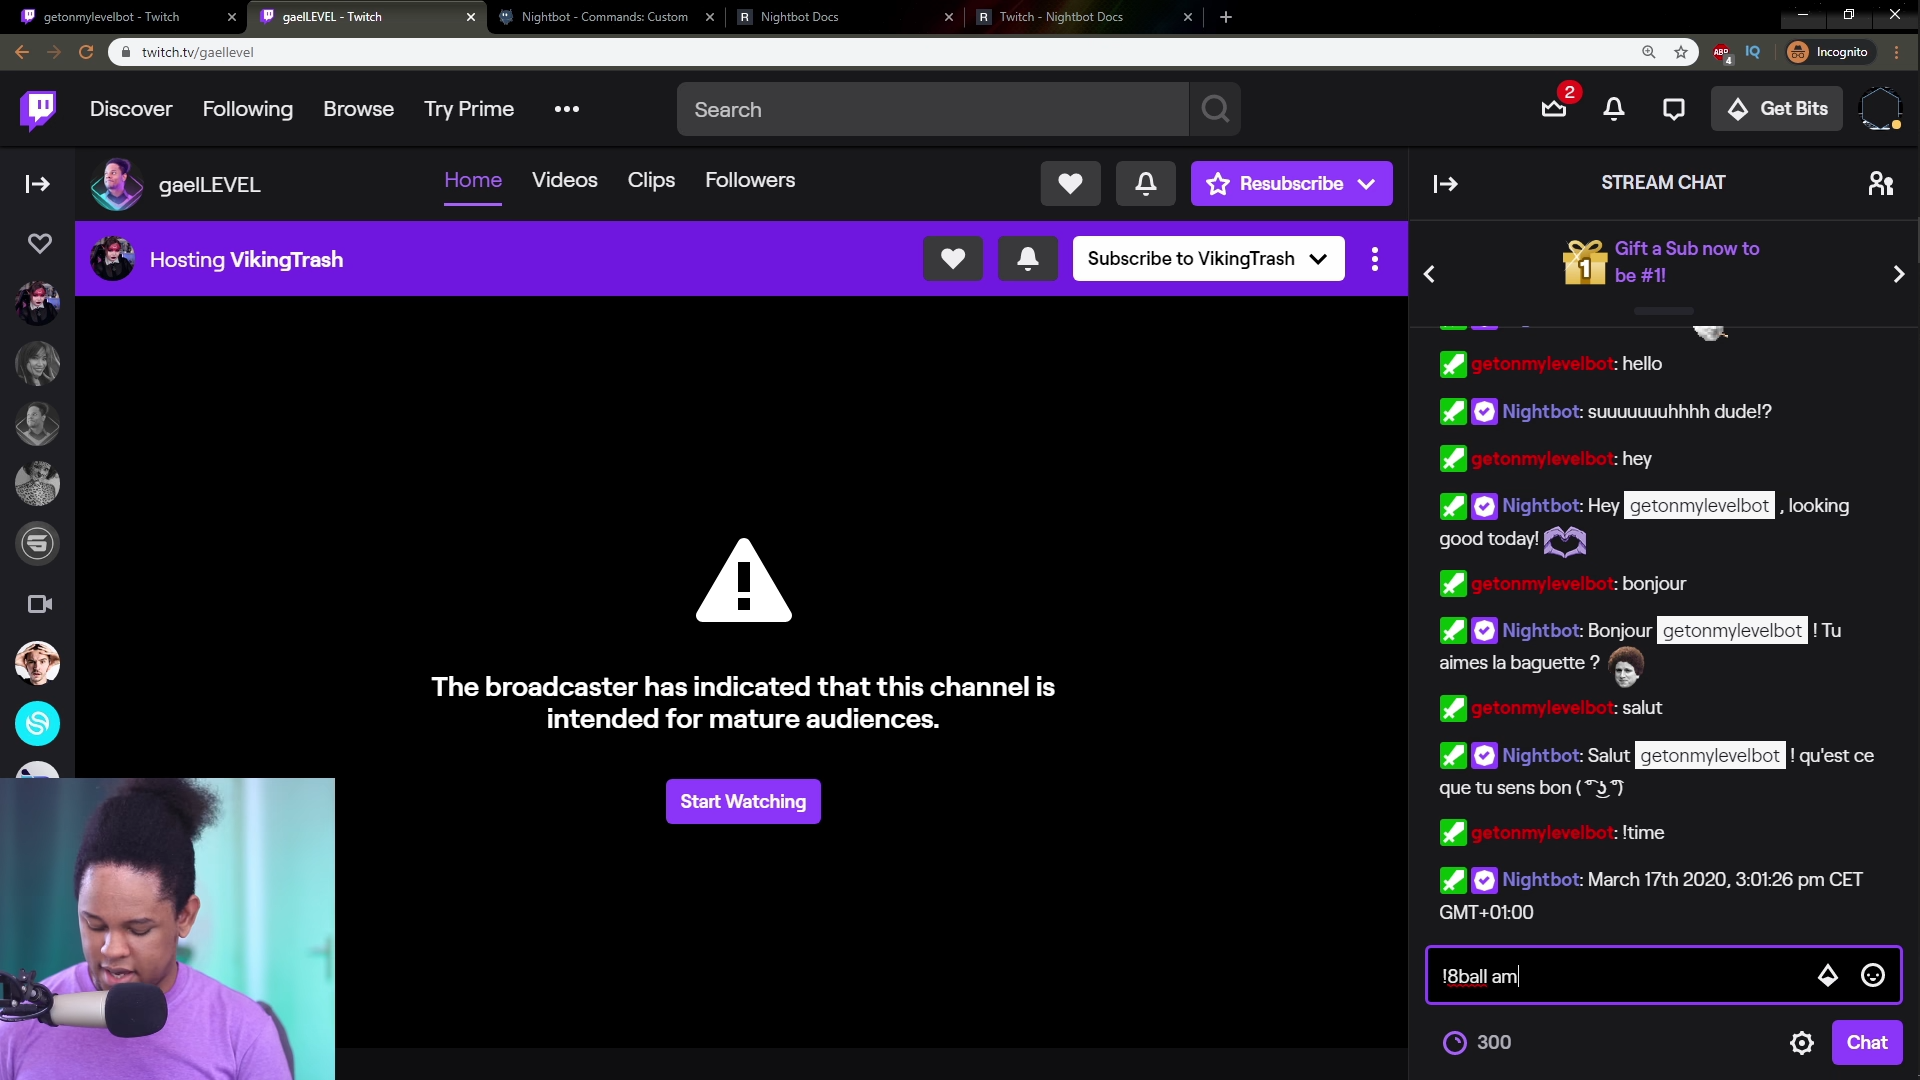 getonmylevelbot - Twitch
gaelLEVEL - Twitch
Nightbot - Commands: Custom
R Nightbot Docs
R Twitch - Nightbot Docs
twitch.tv/gaellevel
ABP
4
IQ
Incognito
Discover
Following
Browse
Try Prime
Search
2
Get Bits
gaelLEVEL
Home
Videos
Clips
Followers
Resubscribe
STREAM CHAT
Hosting VikingTrash
Subscribe to VikingTrash
1
Gift a Sub now to
be #1!
getonmylevelbot: hello
Nightbot: suuuuuuuhhhh dude!?
getonmylevelbot: hey
Nightbot: Hey getonmylevelbot , looking
good today!
getonmylevelbot: bonjour
Nightbot: Bonjour getonmylevelbot ! Tu
aimes la baguette ?
getonmylevelbot: salut
Nightbot: Salut getonmylevelbot ! qu'est ce
que tu sens bon ( ͡° ͜ʖ ͡°)
getonmylevelbot: !time
Nightbot: March 17th 2020, 3:01:26 pm CET
GMT+01:00
The broadcaster has indicated that this channel is
intended for mature audiences.
Start Watching
!8ball am
300
Chat